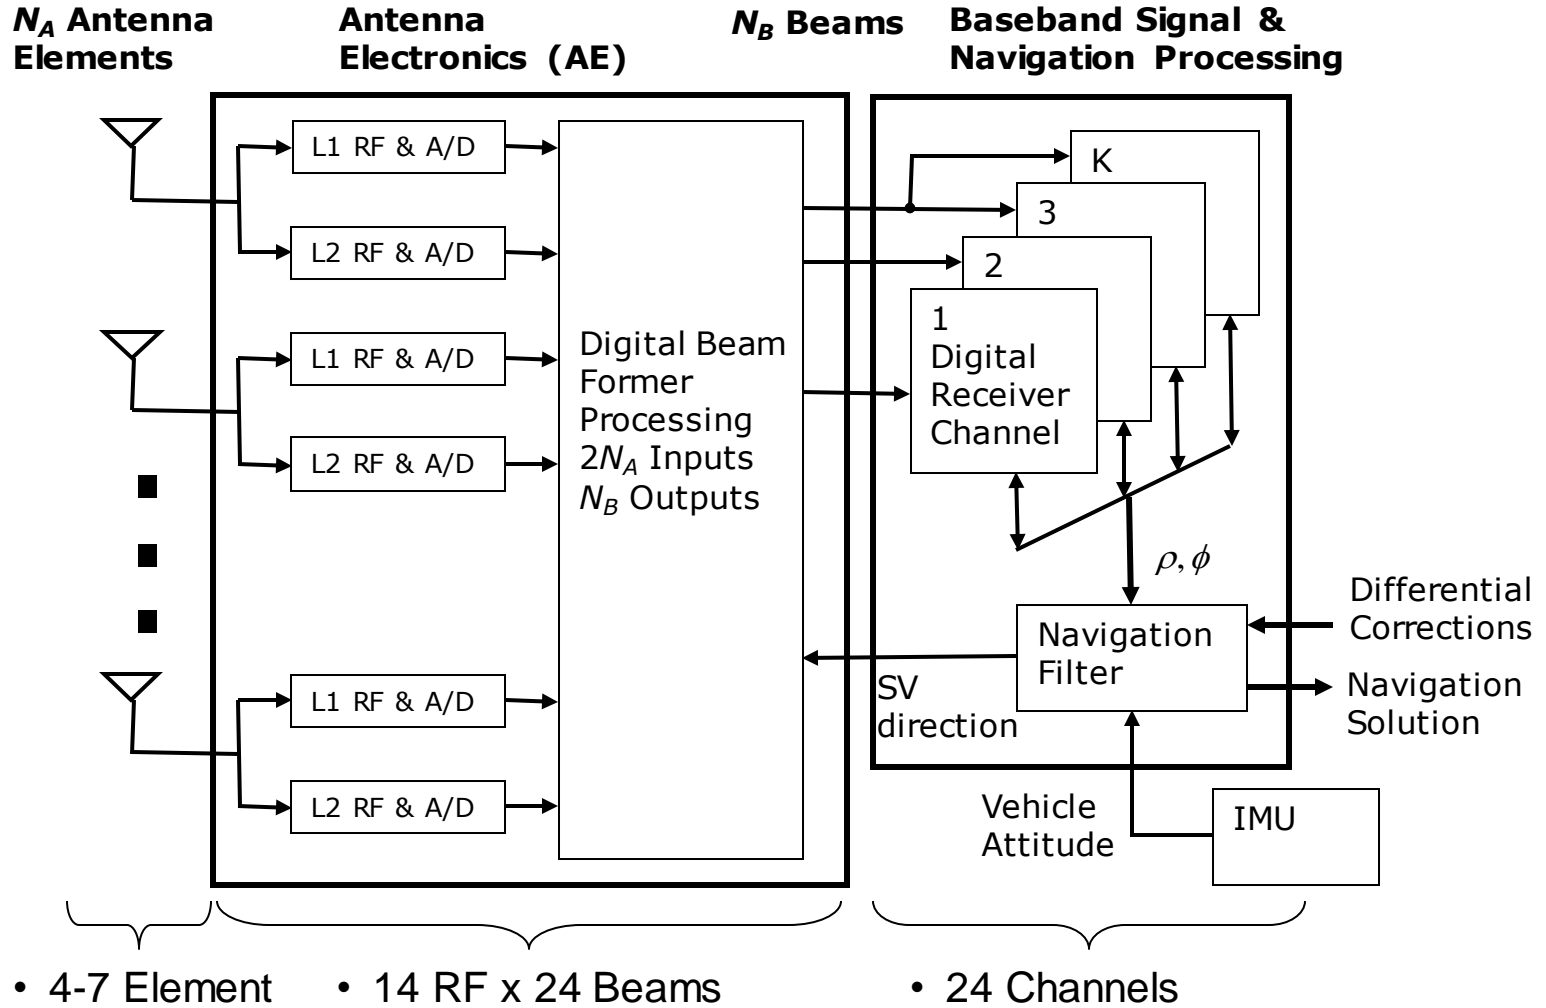 N_A Antenna
Elements
Antenna
Electronics (AE)
N_B Beams
Baseband Signal &
Navigation Processing
L1 RF & A/D
L2 RF & A/D
L1 RF & A/D
L2 RF & A/D
L1 RF & A/D
L2 RF & A/D
Digital Beam
Former
Processing
2N_A Inputs
N_B Outputs
K
3
2
1
Digital
Receiver
Channel
ρ, ϕ
Navigation
Filter
Differential
Corrections
Navigation
Solution
SV
direction
Vehicle
Attitude
IMU
• 4-7 Element
• 14 RF x 24 Beams
• 24 Channels